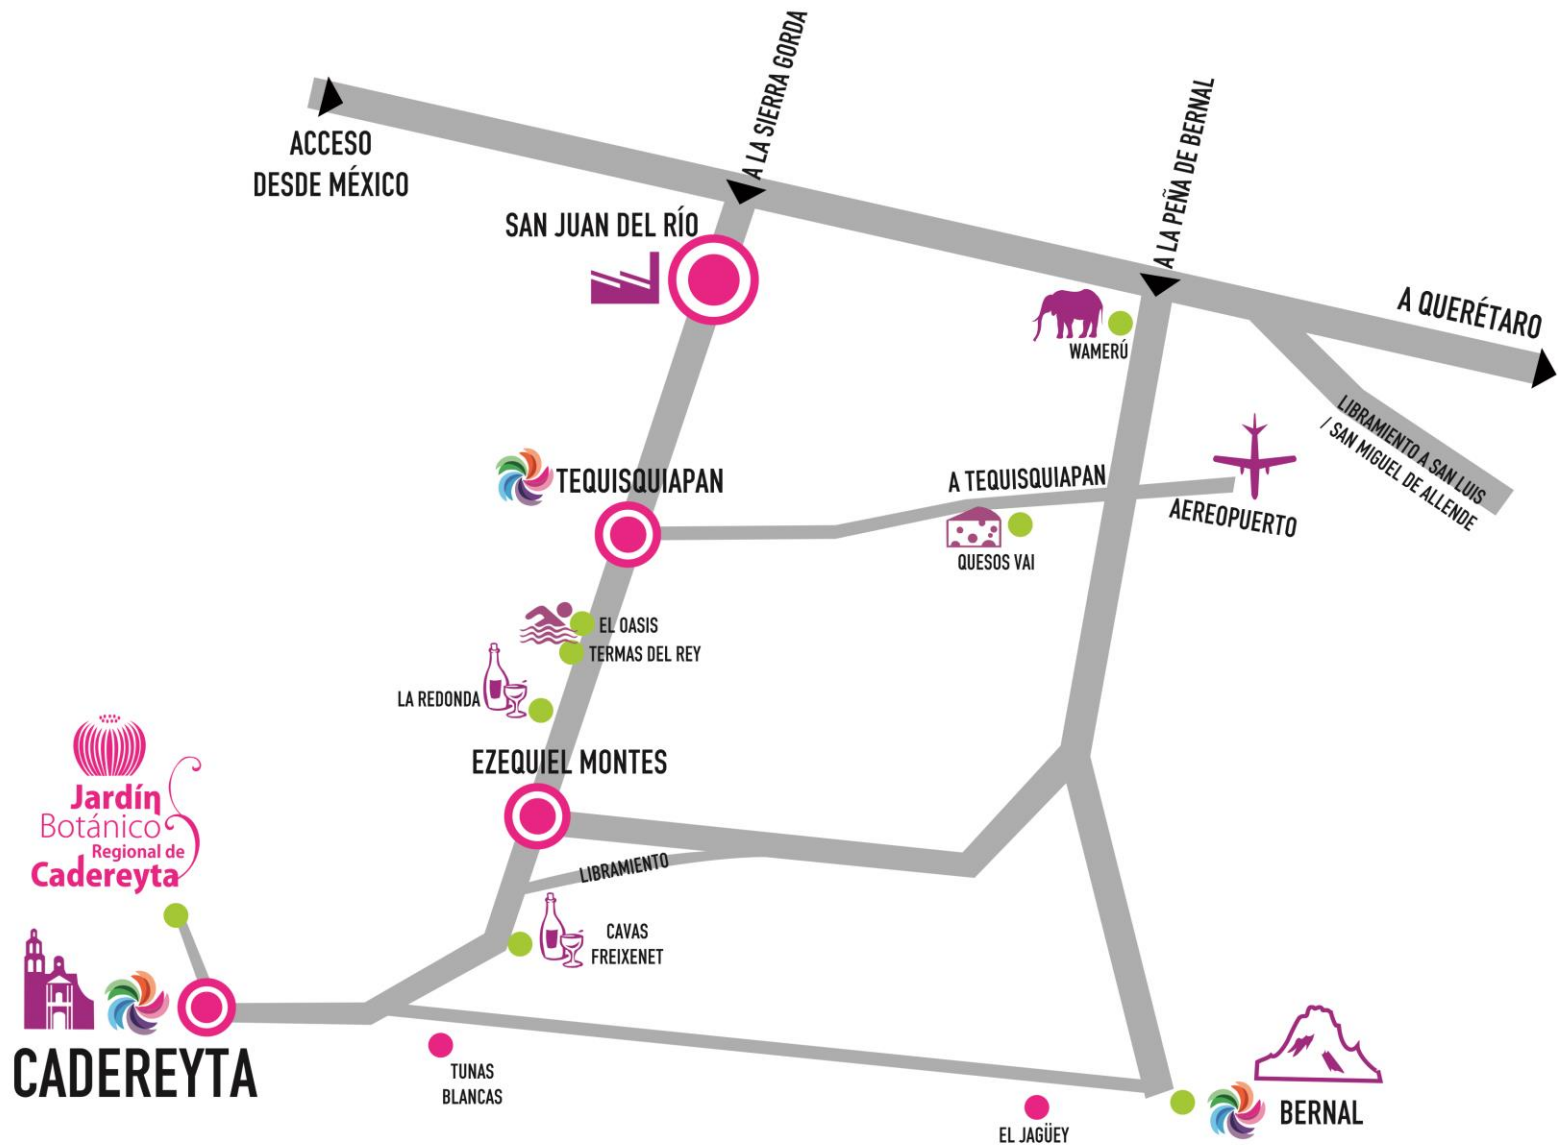 ACCESO
DESDE MÉXICO
A LA SIERRA GORDA
A LA PEÑA DE BERNAL
SAN JUAN DEL RÍO
A QUERÉTARO
WAMERÚ
LIBRAMIENTO A SAN LUIS
/ SAN MIGUEL DE ALLENDE
TEQUISQUIAPAN
A TEQUISQUIAPAN
AEREOPUERTO
QUESOS VAI
EL OASIS
TERMAS DEL REY
LA REDONDA
EZEQUIEL MONTES
Jardín
Botánico
Regional de
Cadereyta
LIBRAMIENTO
CAVAS
FREIXENET
CADEREYTA
TUNAS
BLANCAS
EL JAGÜEY
BERNAL